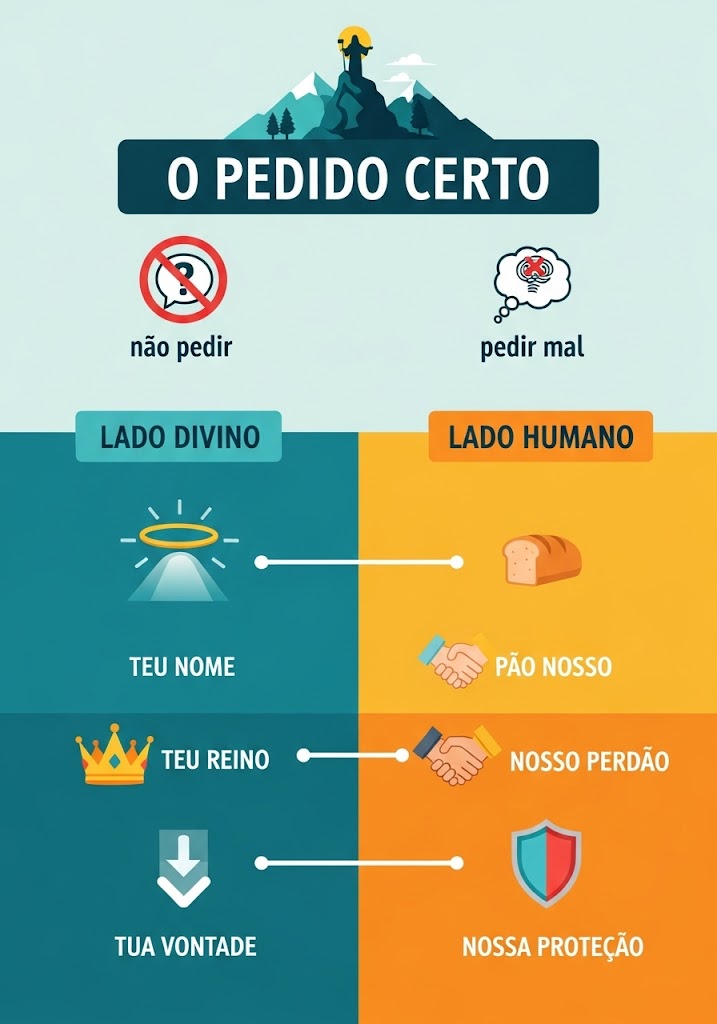 O PEDIDO CERTO
?
não pedir
pedir mal
LADO DIVINO
LADO HUMANO
TEU NOME
PÃO NOSSO
TEU REINO
NOSSO PERDÃO
TUA VONTADE
NOSSA PROTEÇÃO